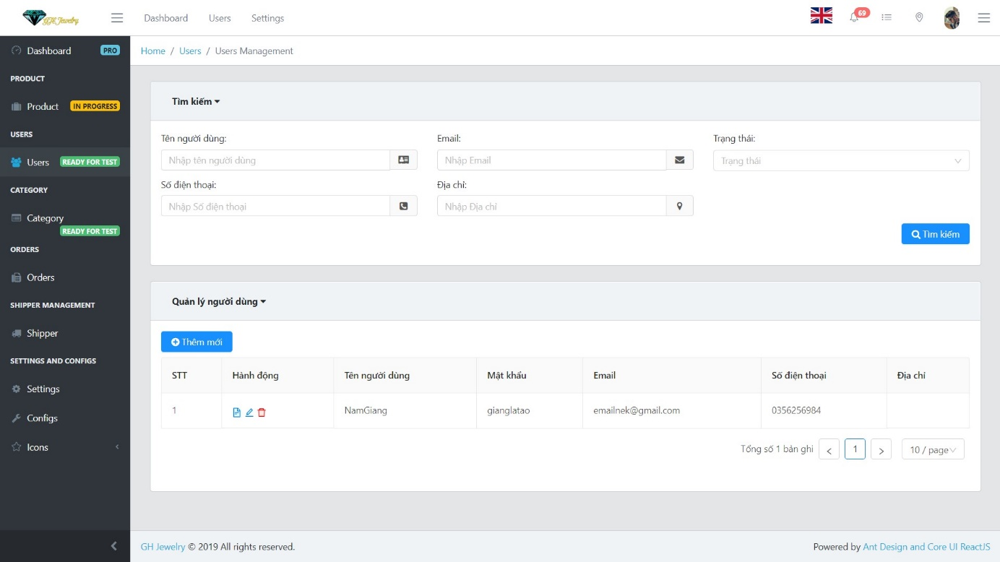 GH Jewelry
Dashboard Users Settings
69
Dashboard PRO
PRODUCT
Product IN PROGRESS
USERS
Users READY FOR TEST
CATEGORY
Category
READY FOR TEST
ORDERS
Orders
SHIPPER MANAGEMENT
Shipper
SETTINGS AND CONFIGS
Settings
Configs
Icons
Home / Users / Users Management
Tìm kiếm
Tên người dùng: Email: Trạng thái:
Nhập tên người dùng Nhập Email Trạng thái
Số điện thoại: Địa chỉ:
Nhập Số điện thoại Nhập Địa chỉ
Tìm kiếm
Quản lý người dùng
Thêm mới
STT Hành động Tên người dùng Mật khẩu Email Số điện thoại Địa chỉ
1 NamGiang gianglatao emailnek@gmail.com 0356256984
Tổng số 1 bản ghi < 1 > 10 / page
GH Jewelry © 2019 All rights reserved. Powered by Ant Design and Core UI ReactJS